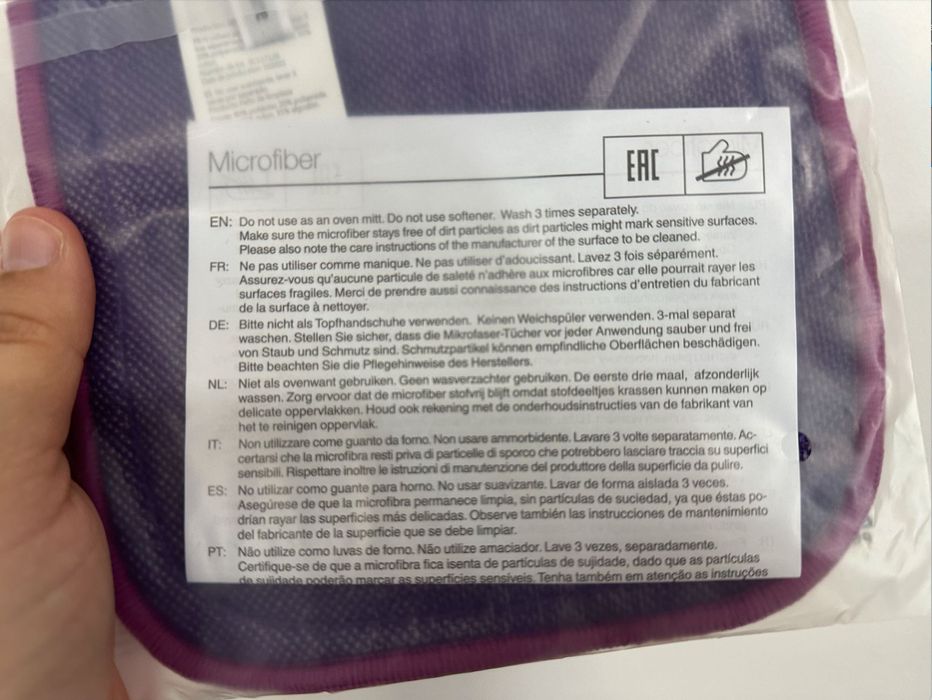 Microfiber
EAC
EN: Do not use as an oven mitt. Do not use softener. Wash 3 times separately.
Make sure the microfiber stays free of dirt particles as dirt particles might mark sensitive surfaces.
Please also note the care instructions of the manufacturer of the surface to be cleaned.
FR: Ne pas utiliser comme manique. Ne pas utiliser d'adoucissant. Lavez 3 fois séparément.
Assurez-vous qu'aucune particule de saleté n'adhère aux microfibres car elle pourrait rayer les
surfaces fragiles. Merci de prendre aussi connaissance des instructions d'entretien du fabricant
de la surface à nettoyer.
DE: Bitte nicht als Topfhandschuhe verwenden. Keinen Weichspüler verwenden. 3-mal separat
waschen. Stellen Sie sicher, dass die Mikrofaser-Tücher vor jeder Anwendung sauber und frei
von Staub und Schmutz sind. Schmutzpartikel können empfindliche Oberflächen beschädigen.
Bitte beachten Sie die Pflegehinweise des Herstellers.
NL: Niet als ovenwant gebruiken. Geen wasverzachter gebruiken. De eerste drie maal, afzonderlijk
wassen. Zorg ervoor dat de microfiber stofvrij blijft omdat stofdeeltjes krassen kunnen maken op
delicate oppervlakken. Houd ook rekening met de onderhoudsinstructies van de fabrikant van
het te reinigen oppervlak.
IT: Non utilizzare come guanto da forno. Non usare ammorbidente. Lavare 3 volte separatamente. Ac-
certarsi che la microfibra resti priva di particelle di sporco che potrebbero lasciare traccia su superfici
sensibili. Rispettare inoltre le istruzioni di manutenzione del produttore della superficie da pulire.
ES: No utilizar como guante para horno. No usar suavizante. Lavar de forma aislada 3 veces.
Asegúrese de que la microfibra permanece limpia, sin partículas de suciedad, ya que éstas po-
drían rayar las superficies más delicadas. Observe también las instrucciones de mantenimiento
del fabricante de la superficie que se debe limpiar.
PT: Não utilize como luvas de forno. Não utilize amaciador. Lave 3 vezes, separadamente.
Certifique-se de que a microfibra fica isenta de partículas de sujidade, dado que as partículas
de sujidade poderão marcar as superfícies sensíveis. Tenha também em atenção as instruções